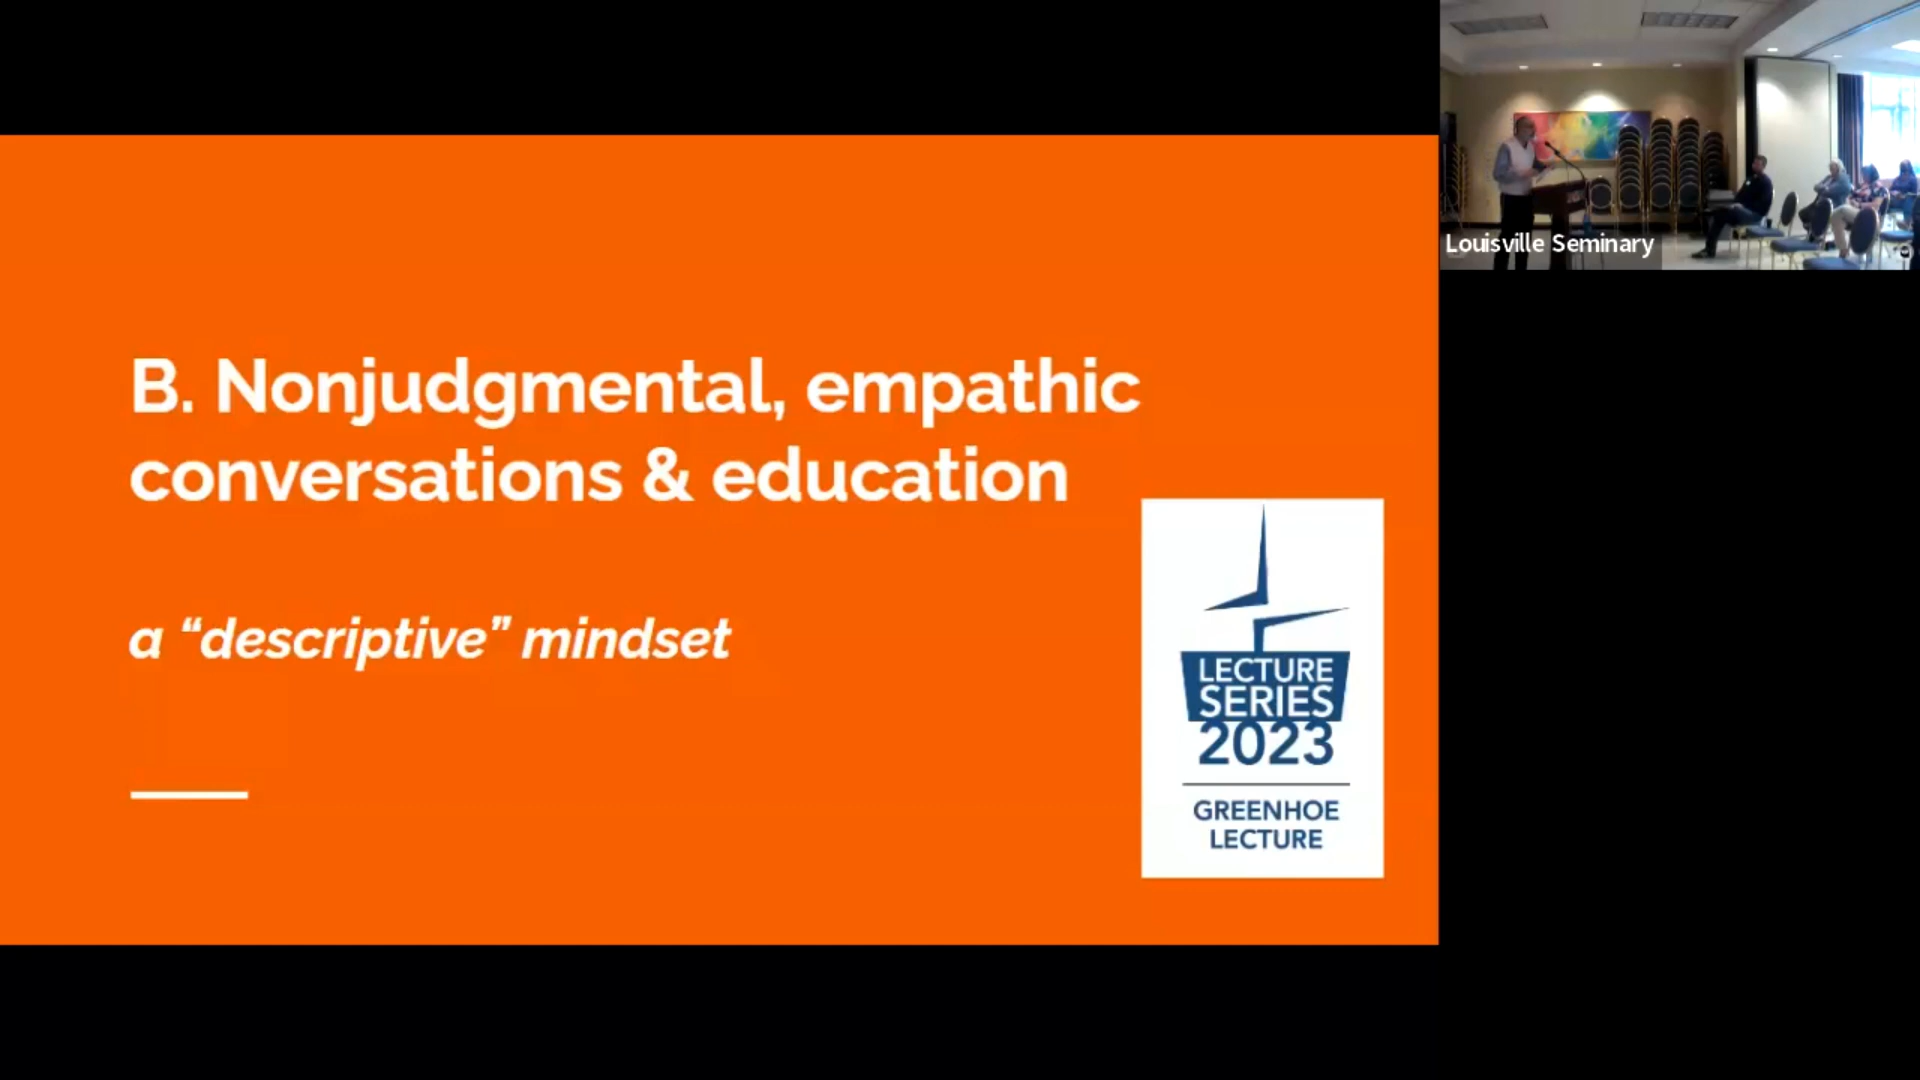 B. Nonjudgmental, empathic
conversations & education
a “descriptive” mindset
LECTURE
SERIES
2023
GREENHOE
LECTURE
Louisville Seminary